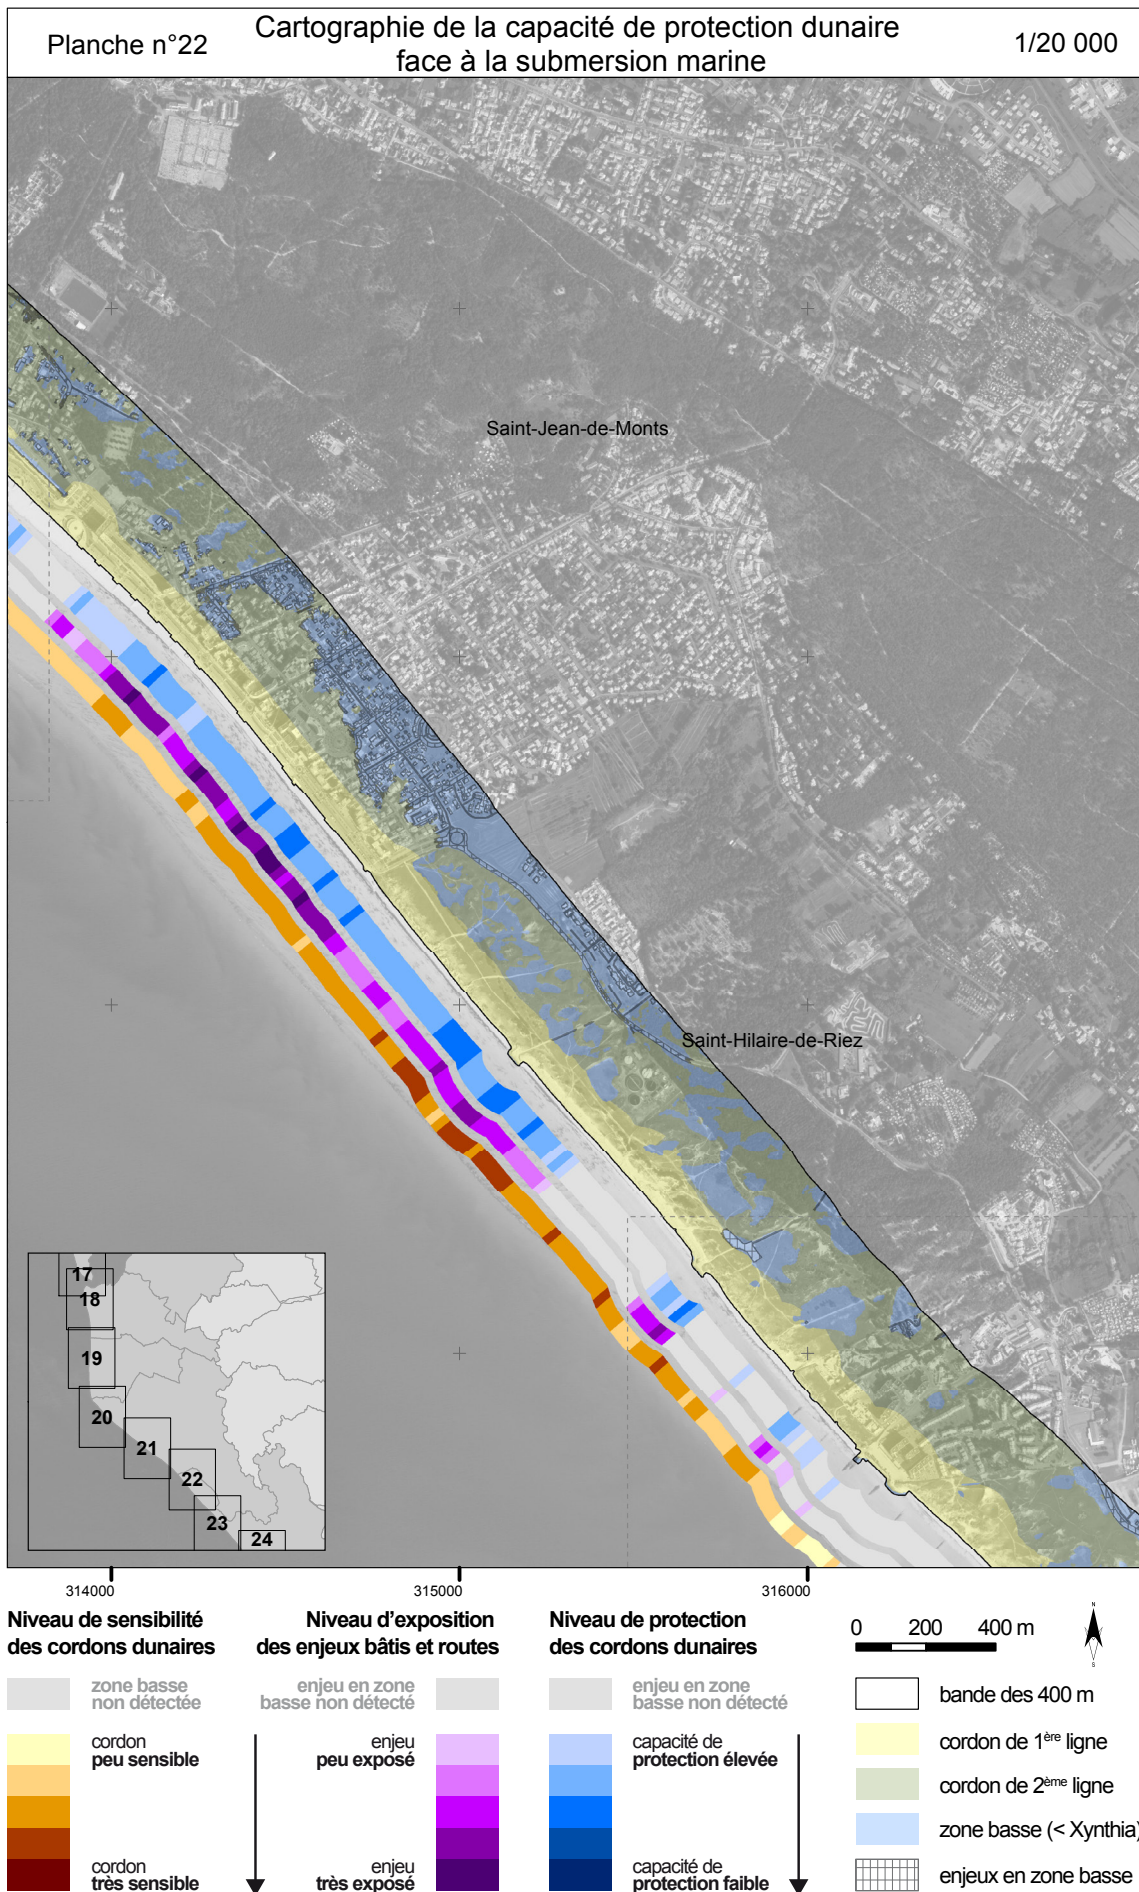 Planche n°22
Cartographie de la capacité de protection dunaire
face à la submersion marine
1/20 000
Saint-Jean-de-Monts
Saint-Hilaire-de-Riez
17
18
19
20
21
22
23
24
314000
315000
316000
Niveau de sensibilité
des cordons dunaires
zone basse
non détectée
cordon
peu sensible
cordon
très sensible
Niveau d'exposition
des enjeux bâtis et routes
enjeu en zone
basse non détecté
enjeu
peu exposé
enjeu
très exposé
Niveau de protection
des cordons dunaires
enjeu en zone
basse non détecté
capacité de
protection élevée
capacité de
protection faible
0 200 400 m
N
S
bande des 400 m
cordon de 1ère ligne
cordon de 2ème ligne
zone basse (< Xynthia)
enjeux en zone basse